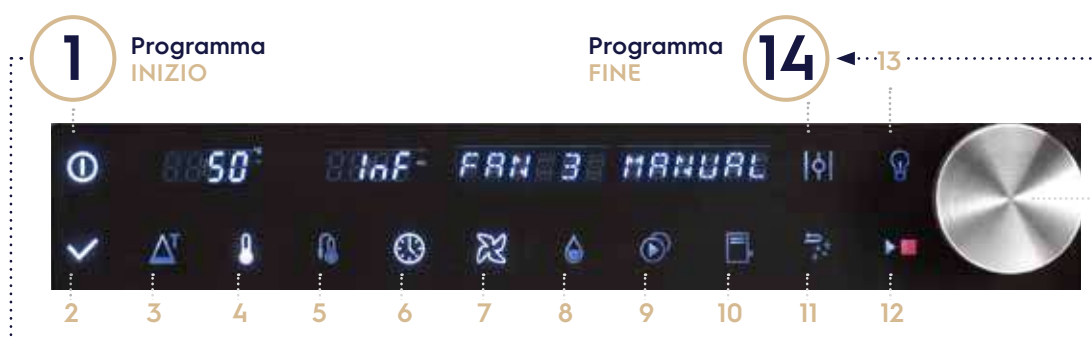 1 Programma
INIZIO
Programma 14
FINE
13
50°C INF FAN 3 MANUAL
ΔT
2 3 4 5 6 7 8 9 10 11 12